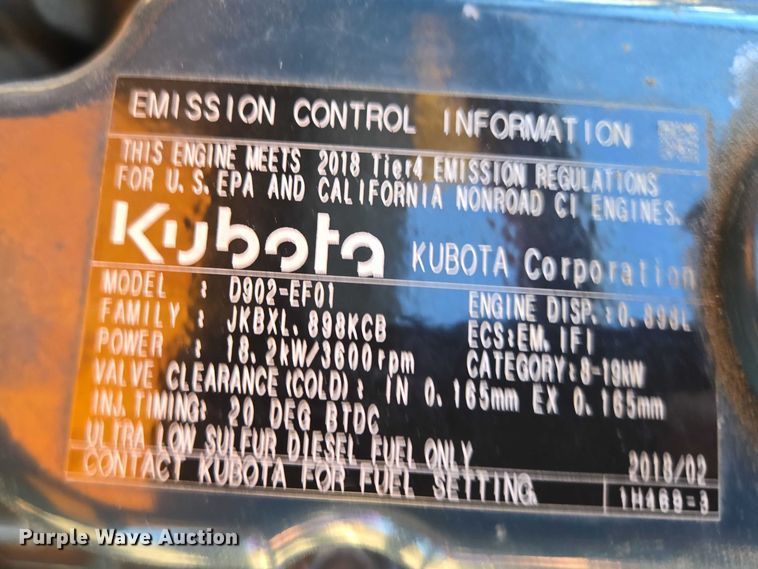 EMISSION CONTROL INFORMATION
THIS ENGINE MEETS 2018 Tier4 EMISSION REGULATIONS
FOR U.S.EPA AND CALIFORNIA NONROAD CI ENGINES.
Kubota KUBOTA Corporation
MODEL : D902-EF01 ENGINE DISP.:0.898L
FAMILY : JKBXL.898KCB ECS:EM.IFI
POWER : 18.2kW/3600rpm CATEGORY:8-19kW
VALVE CLEARANCE(COLD): IN 0.165mm EX 0.165mm
INJ.TIMING: 20 DEG BTDC
ULTRA LOW SULFUR DIESEL FUEL ONLY 2018/02
CONTACT KUBOTA FOR FUEL SETTING. 1H469-3
Purple Wave Auction